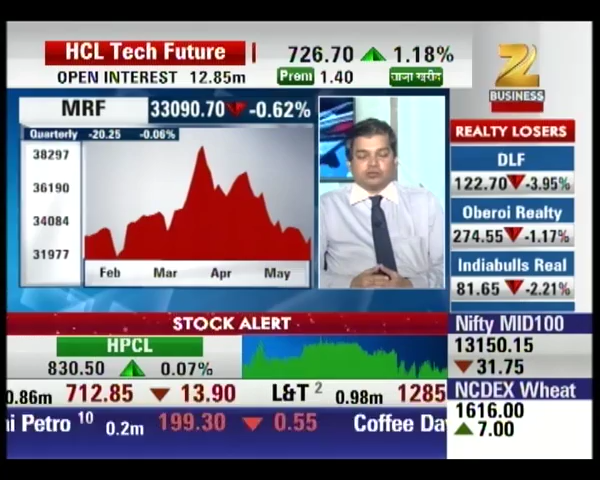 HCL Tech Future
726.70 1.18%
OPEN INTEREST 12.85m Prem 1.40 ताजा खरीद
Z
BUSINESS
MRF 33090.70 -0.62%
Quarterly -20.25 -0.06%
38297
36190
34084
31977
Feb Mar Apr May
REALTY LOSERS
DLF
122.70 -3.95%
Oberoi Realty
274.55 -1.17%
Indiabulls Real
81.65 -2.21%
STOCK ALERT
HPCL
830.50 0.07%
Nifty MID100
13150.15
31.75
NCDEX Wheat
1616.00
7.00
0.86m 712.85 13.90 L&T 2 0.98m 1285
ai Petro 10 0.2m 199.30 0.55 Coffee Da